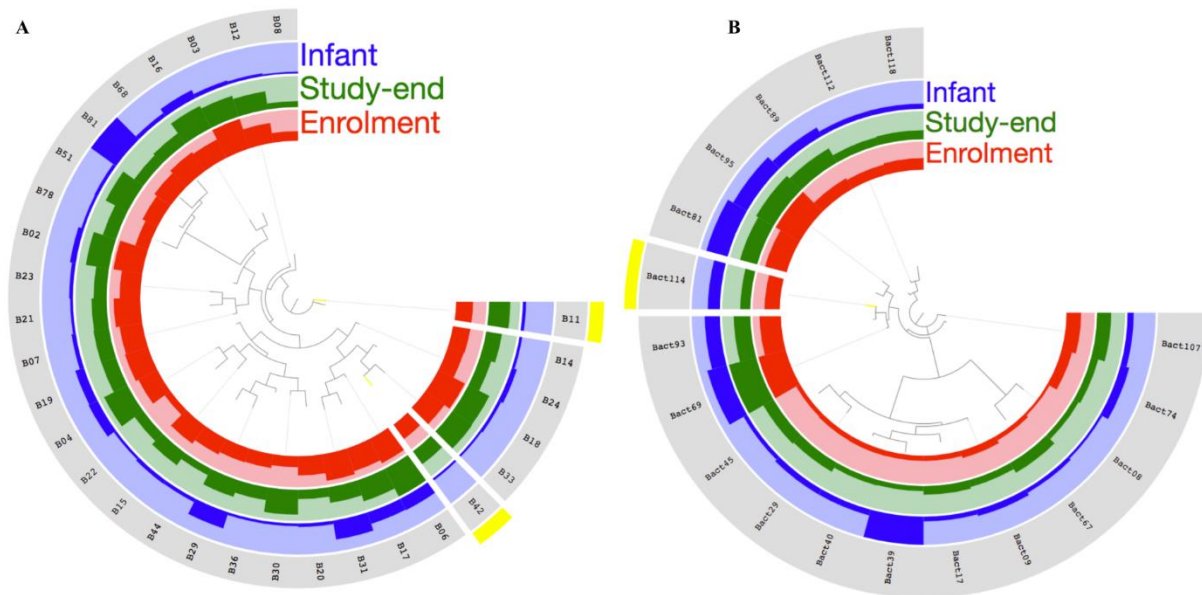 A
Infant
Study-end
Enrolment
B08
B12
B03
B16
B68
B81
B51
B78
B02
B23
B21
B07
B19
B04
B22
B15
B44
B29
B36
B30
B20
B31
B17
B06
B42
B33
B18
B24
B14
B11
B
Infant
Study-end
Enrolment
Bact118
Bact112
Bact89
Bact95
Bact81
Bact114
Bact93
Bact69
Bact45
Bact29
Bact40
Bact39
Bact17
Bact09
Bact67
Bact08
Bact74
Bact107